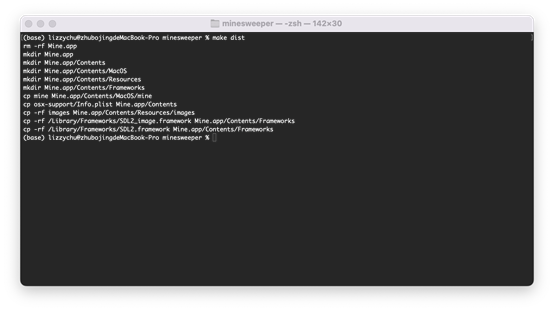 minesweeper — -zsh — 142×30
(base) lizzychu@zhubojingdeMacBook-Pro minesweeper % make dist
rm -rf Mine.app
mkdir Mine.app
mkdir Mine.app/Contents
mkdir Mine.app/Contents/MacOS
mkdir Mine.app/Contents/Resources
mkdir Mine.app/Contents/Frameworks
cp mine Mine.app/Contents/MacOS/mine
cp osx-support/Info.plist Mine.app/Contents
cp -rf images Mine.app/Contents/Resources/images
cp -rf /Library/Frameworks/SDL2_image.framework Mine.app/Contents/Frameworks
cp -rf /Library/Frameworks/SDL2.framework Mine.app/Contents/Frameworks
(base) lizzychu@zhubojingdeMacBook-Pro minesweeper %